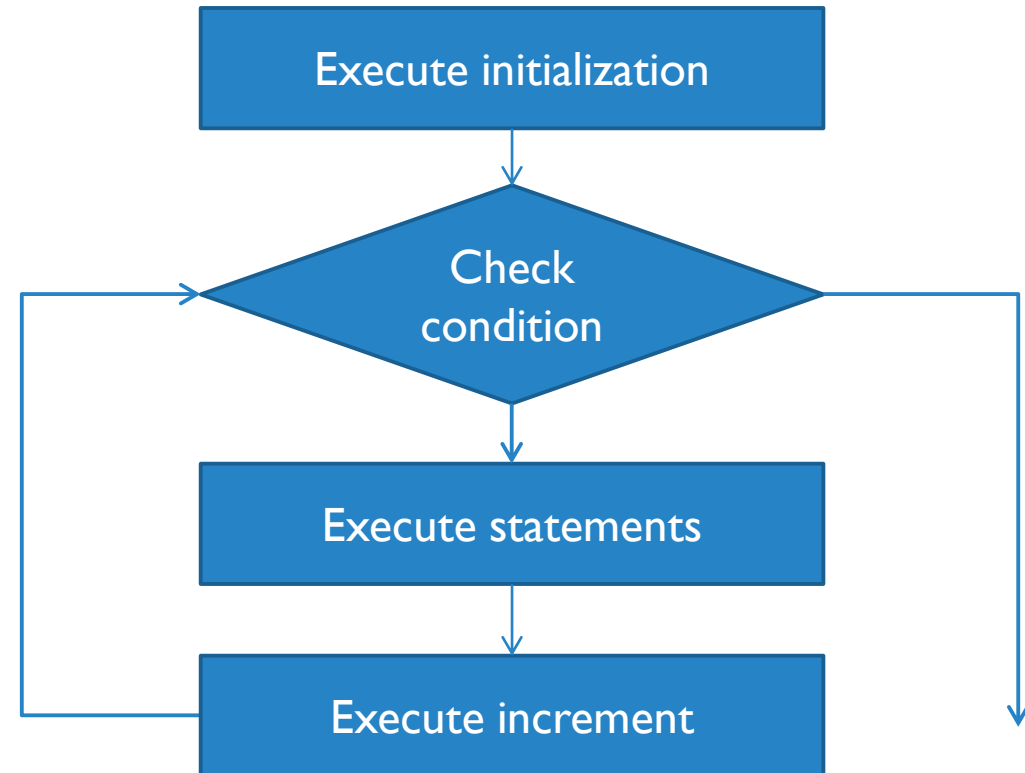 Execute initialization
Check
condition
Execute statements
Execute increment